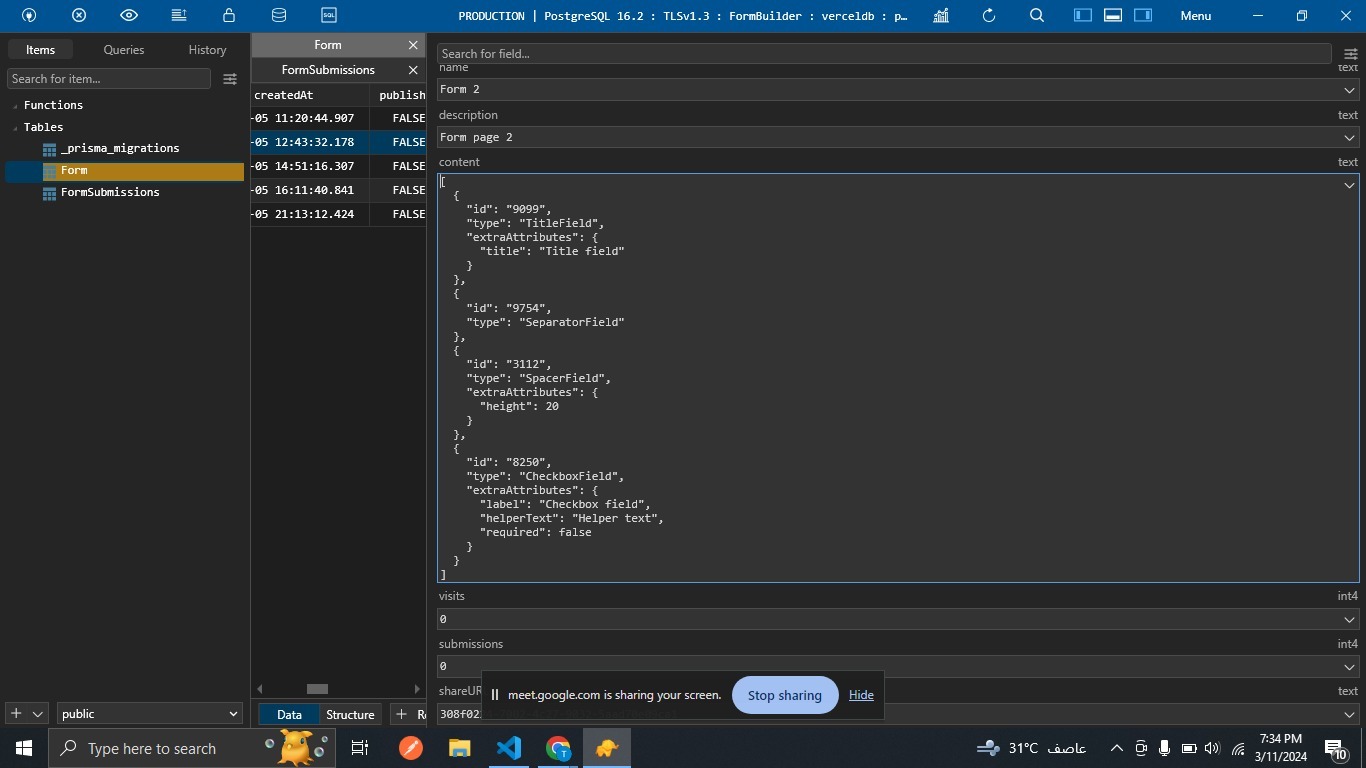 SQL
PRODUCTION | PostgreSQL 16.2 : TLSv1.3 : FormBuilder : verceldb : p…
Menu
Items
Queries
History
Search for item...
Functions
Tables
_prisma_migrations
Form
FormSubmissions
Form
FormSubmissions
createdAt
publish
-05 11:20:44.907
FALSE
-05 12:43:32.178
FALSE
-05 14:51:16.307
FALSE
-05 16:11:40.841
FALSE
-05 21:13:12.424
FALSE
Search for field...
name
text
Form 2
description
text
Form page 2
content
text
[
{
"id": "9099",
"type": "TitleField",
"extraAttributes": {
"title": "Title field"
}
},
{
"id": "9754",
"type": "SeparatorField"
},
{
"id": "3112",
"type": "SpacerField",
"extraAttributes": {
"height": 20
}
},
{
"id": "8250",
"type": "CheckboxField",
"extraAttributes": {
"label": "Checkbox field",
"helperText": "Helper text",
"required": false
}
}
]
visits
int4
0
submissions
int4
0
shareUR
text
308f02
meet.google.com is sharing your screen.
Stop sharing
Hide
public
Data
Structure
+ R
Type here to search
31°C
عاصف
7:34 PM
3/11/2024
10